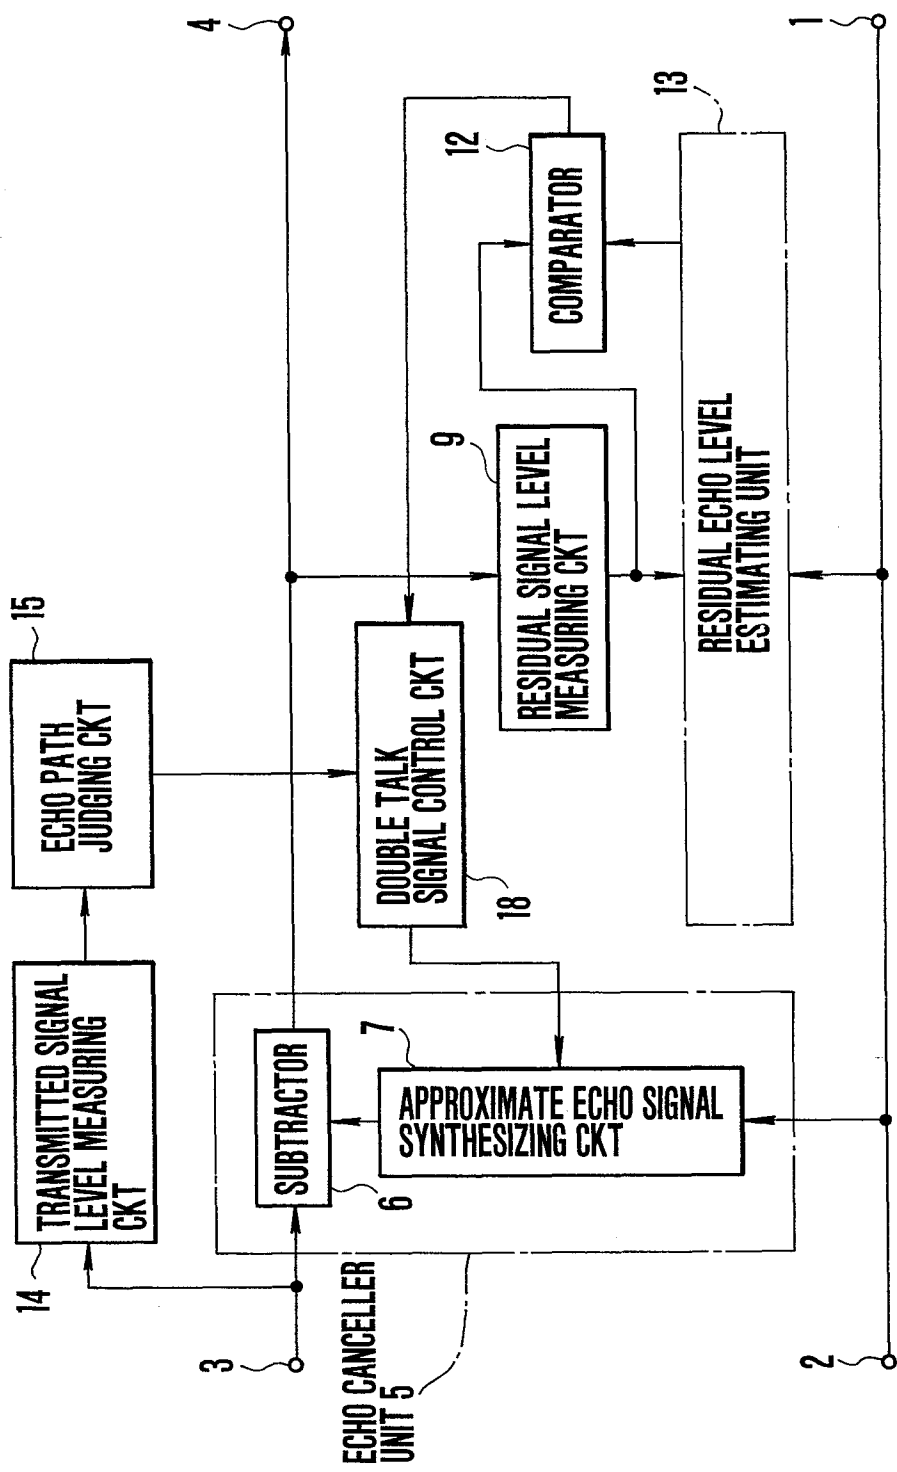 14
TRANSMITTED SIGNAL
LEVEL MEASURING
CKT
15
ECHO PATH
JUDGING CKT
3
4
SUBTRACTOR
6
ECHO CANCELLER
UNIT 5
7
APPROXIMATE ECHO SIGNAL
SYNTHESIZING CKT
DOUBLE TALK
SIGNAL CONTROL CKT
18
9
RESIDUAL SIGNAL LEVEL
MEASURING CKT
12
COMPARATOR
13
RESIDUAL ECHO LEVEL
ESTIMATING UNIT
2
1